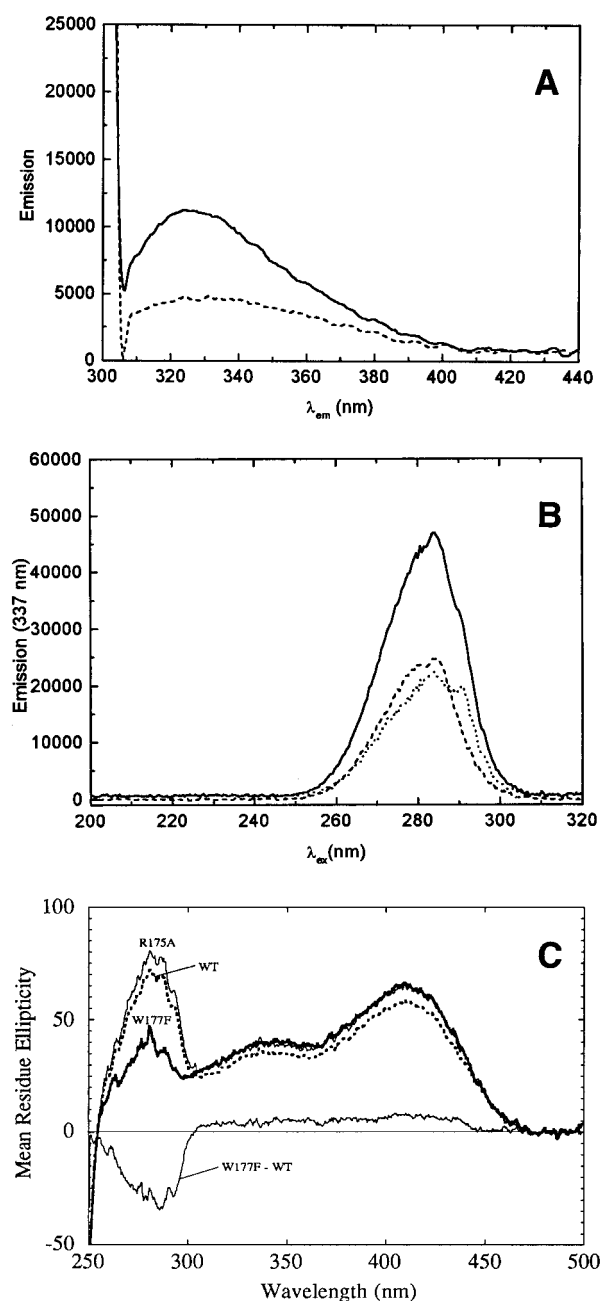 A
25000
20000
15000
10000
5000
0
Emission
300 320 340 360 380 400 420 440
λem (nm)
B
60000
50000
40000
30000
20000
10000
0
Emission (337 nm)
200 220 240 260 280 300 320
λex(nm)
C
100
50
0
-50
Mean Residue Ellipticity
R175A
WT
W177F
W177F - WT
250 300 350 400 450 500
Wavelength (nm)